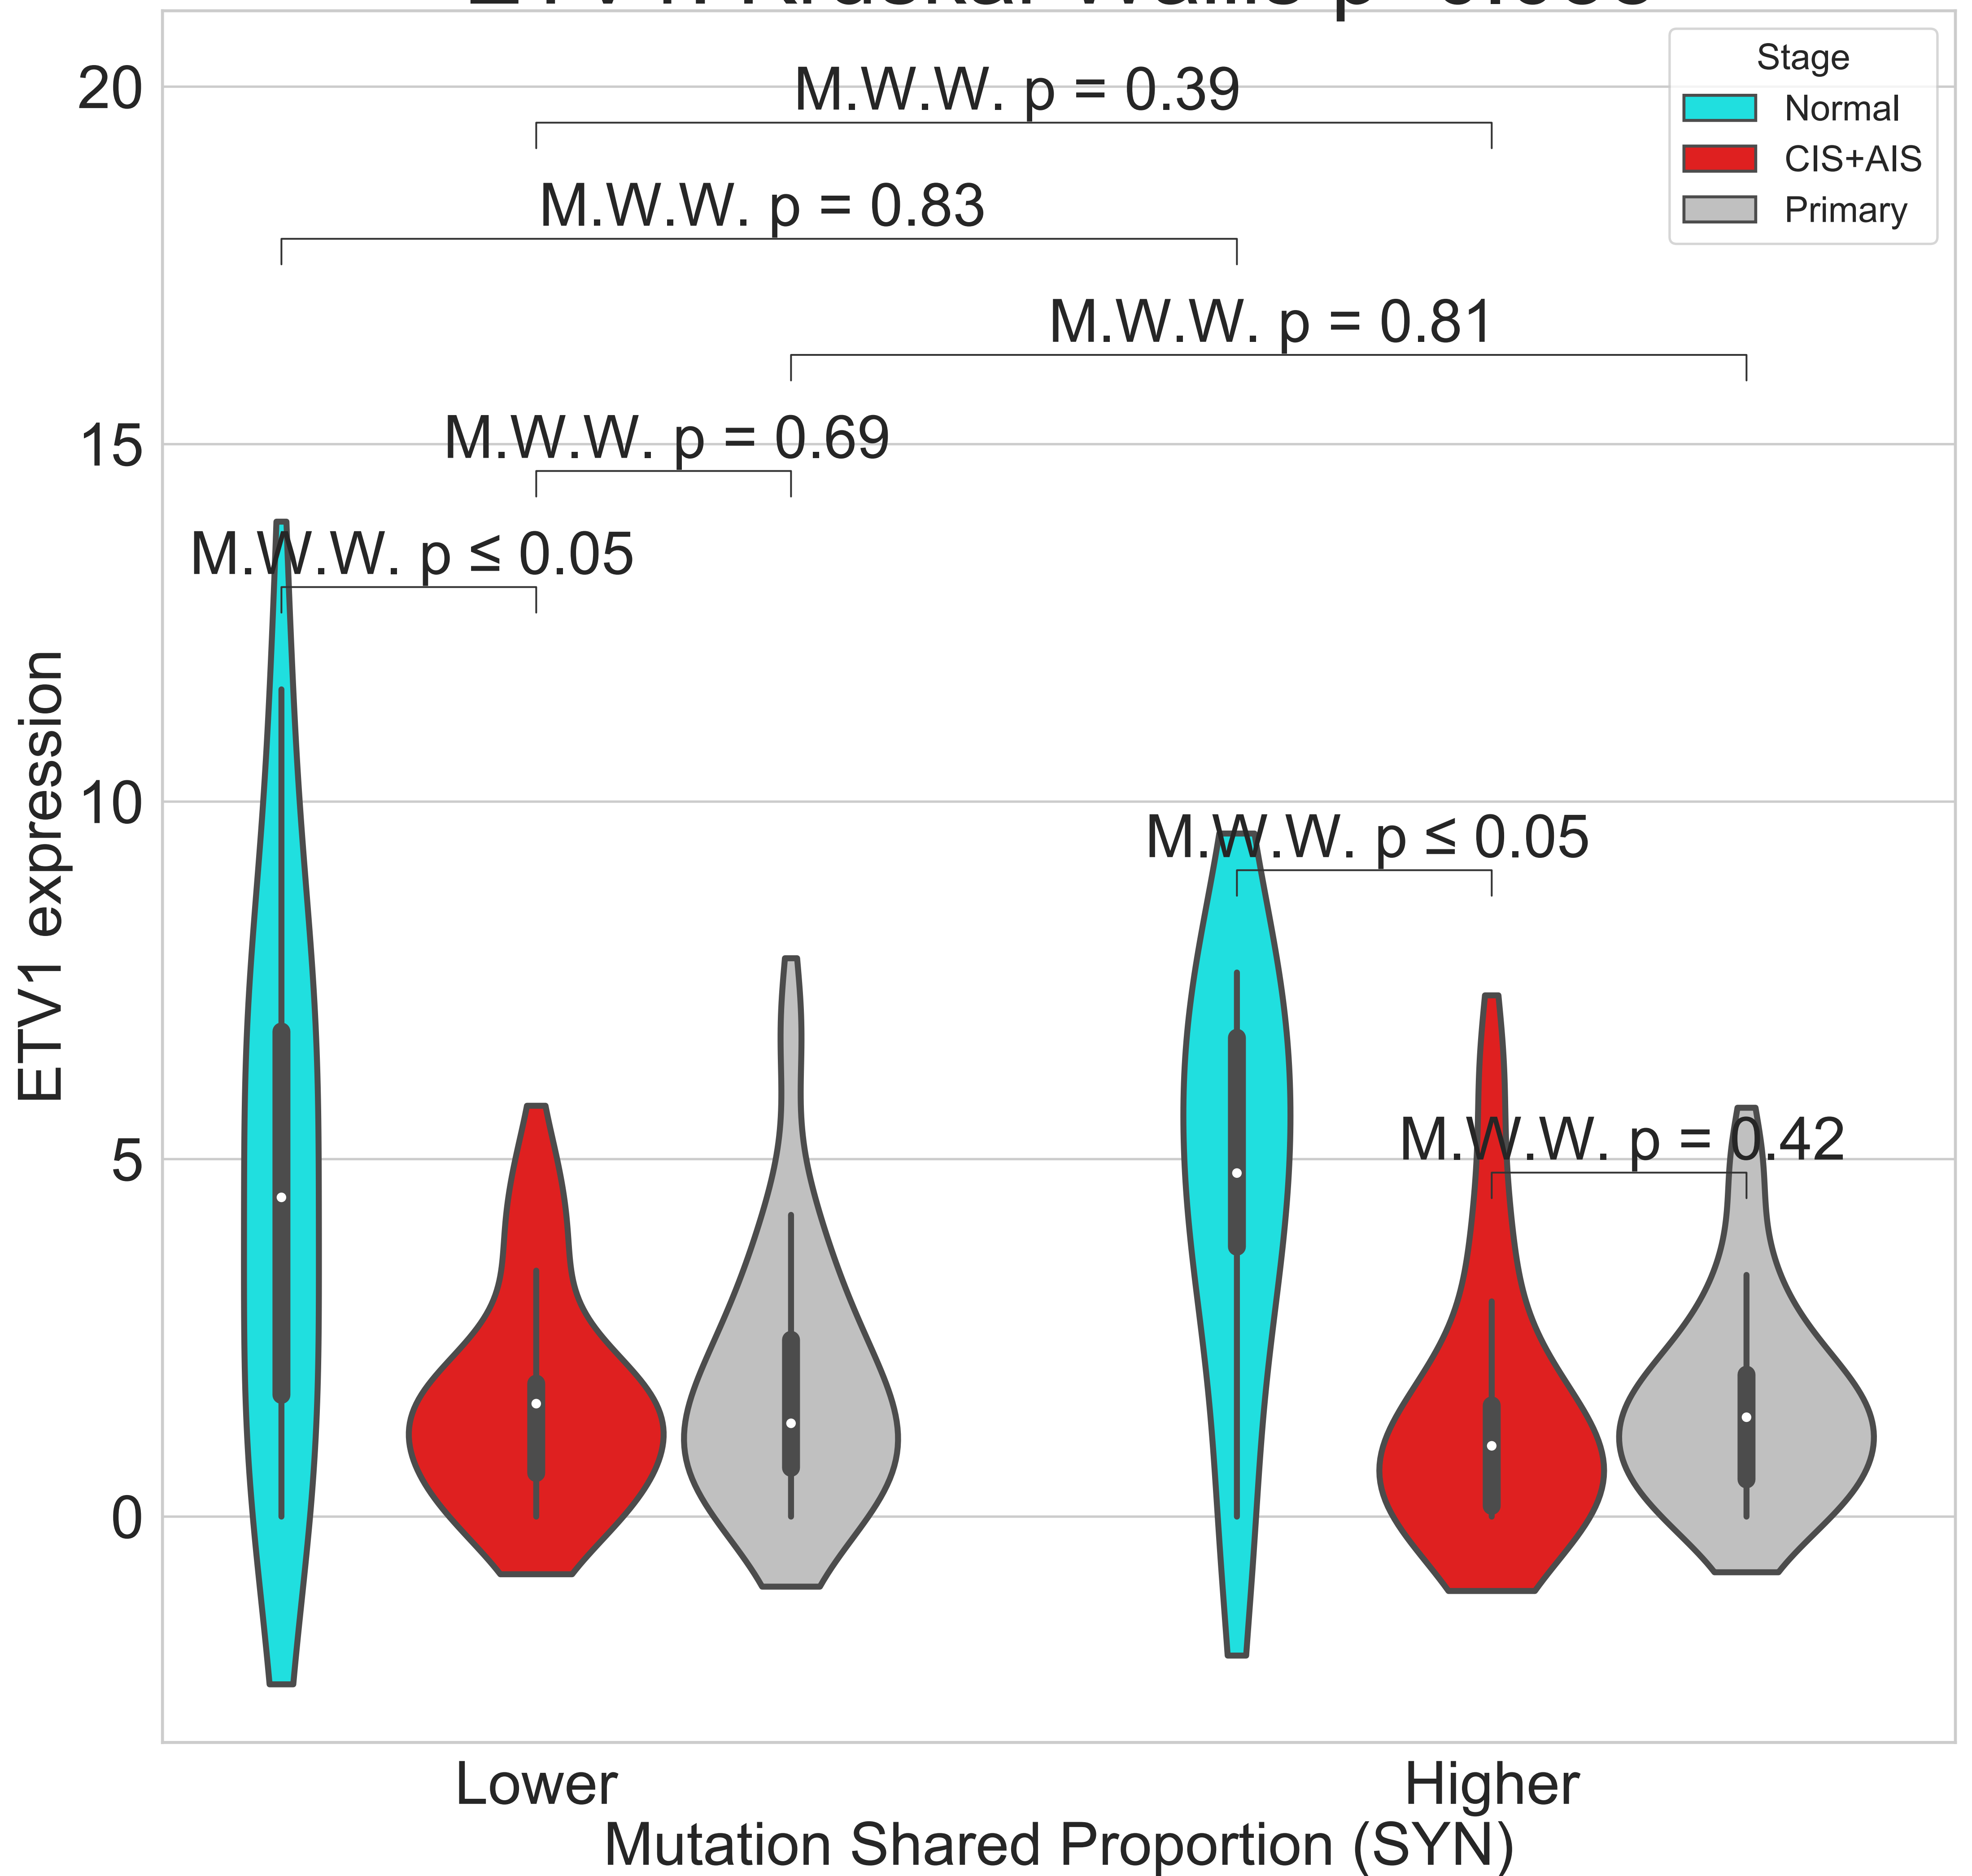 Stage
Normal
CIS+AIS
Primary
M.W.W. p = 0.39
M.W.W. p = 0.83
M.W.W. p = 0.81
M.W.W. p = 0.69
M.W.W. p ≤ 0.05
M.W.W. p ≤ 0.05
M.W.W. p = 0.42
20
15
10
5
0
ETV1 expression
Lower
Higher
Mutation Shared Proportion (SYN)